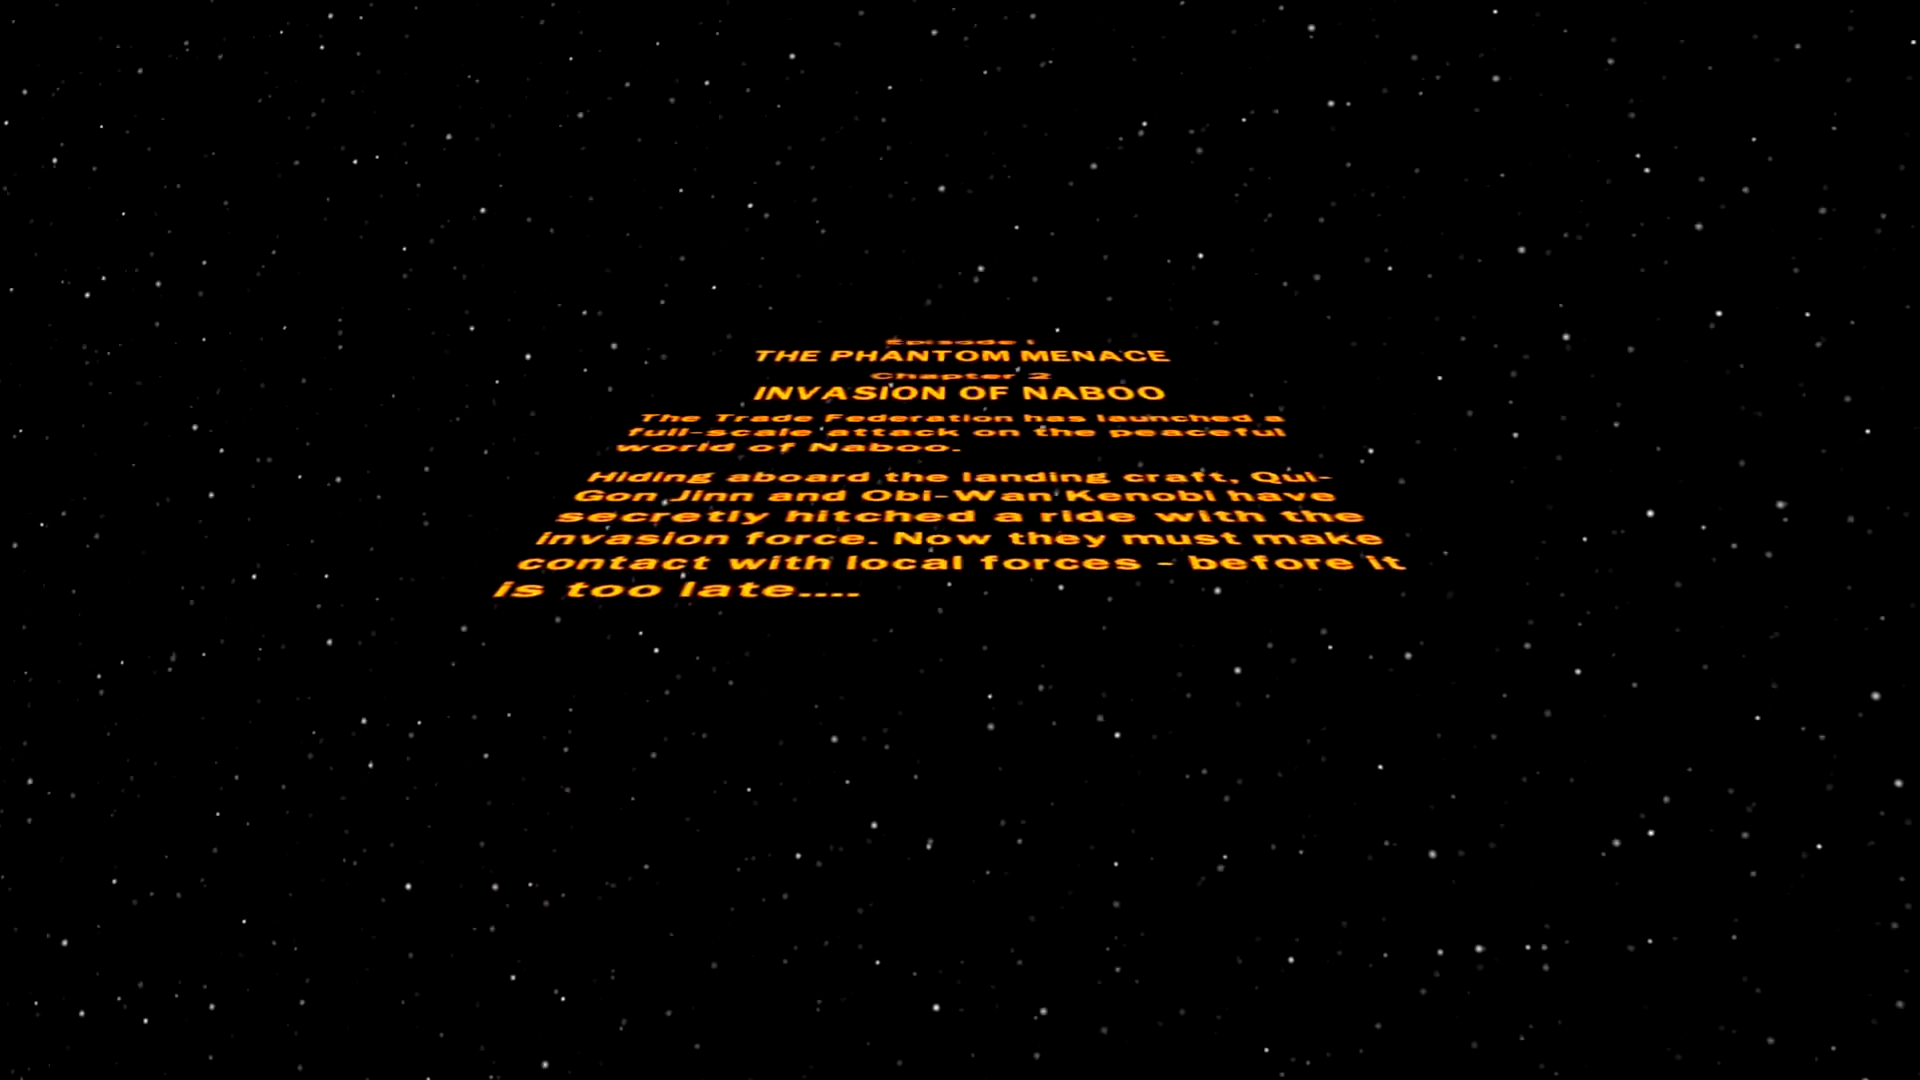 Episode I
THE PHANTOM MENACE
Chapter 2
INVASION OF NABOO
The Trade Federation has launched a
full-scale attack on the peaceful
world of Naboo.
Hiding aboard the landing craft, Qui-
Gon Jinn and Obi-Wan Kenobi have
secretly hitched a ride with the
invasion force. Now they must make
contact with local forces - before it
is too late....